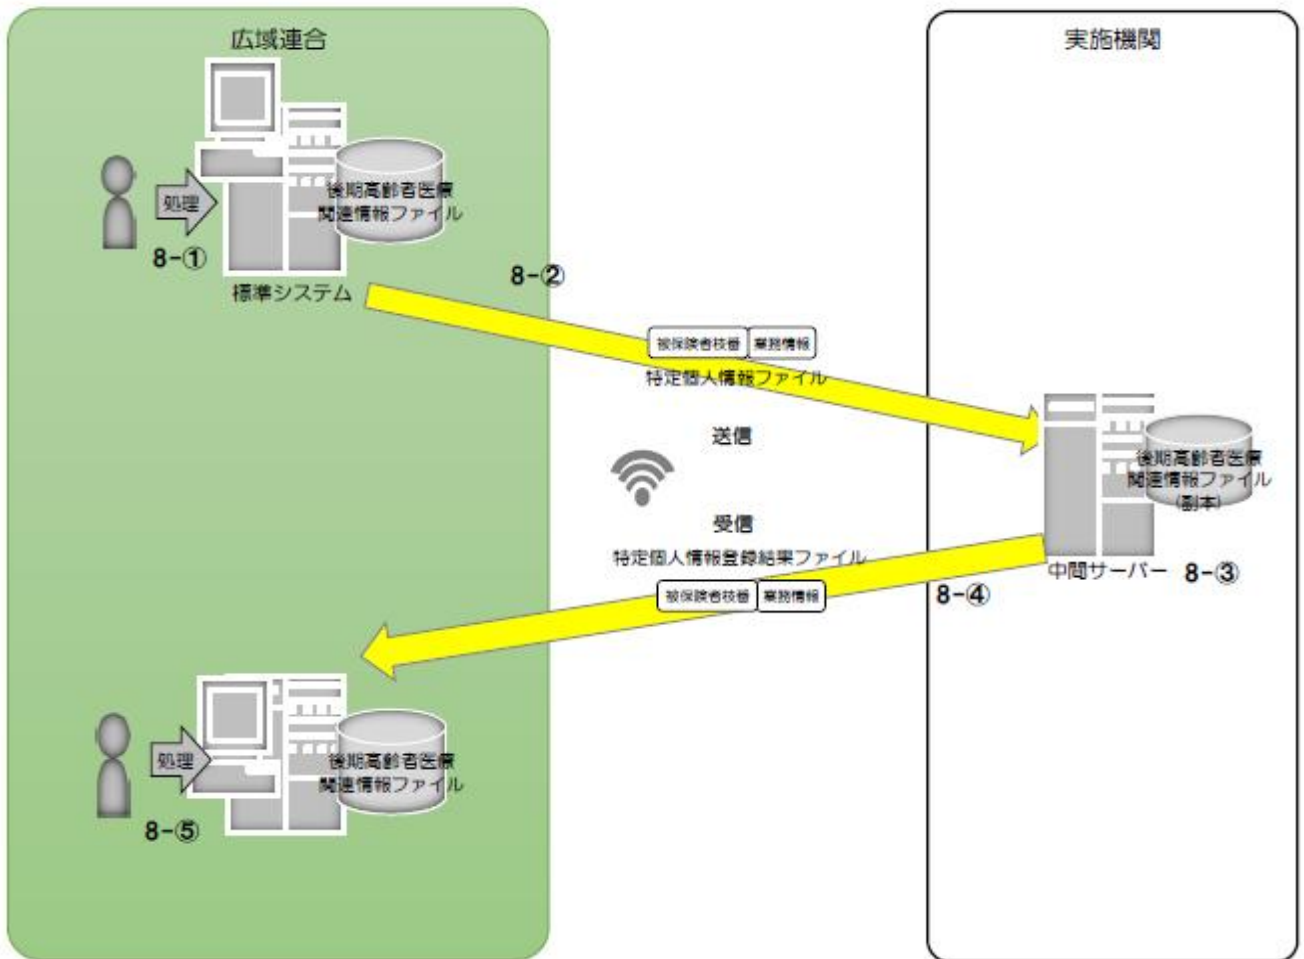 広域連合
実施機関
後期高齢者医療
関連情報ファイル
処理
8-①
標準システム
8-②
被保険者枝番 業務情報
特定個人情報ファイル
送信
後期高齢者医療
関連情報ファイル
(副本)
中間サーバー
8-③
受信
特定個人情報登録結果ファイル
被保険者枝番 業務情報
8-④
後期高齢者医療
関連情報ファイル
処理
8-⑤